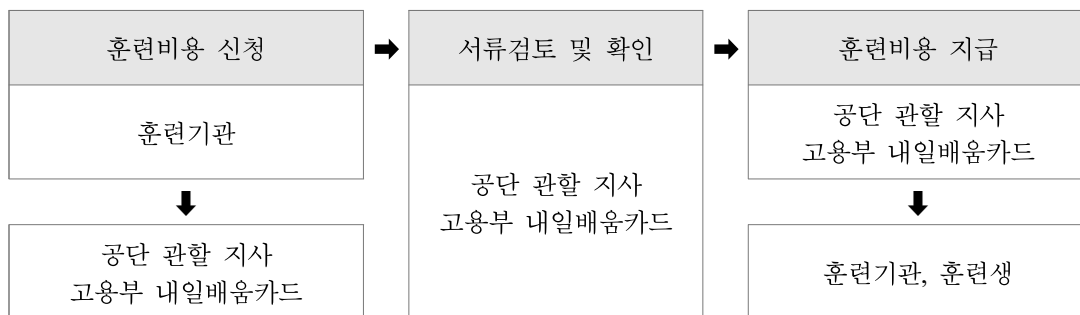 훈련비용 신청
훈련기관
공단 관할 지사
고용부 내일배움카드
서류검토 및 확인
공단 관할 지사
고용부 내일배움카드
훈련비용 지급
공단 관할 지사
고용부 내일배움카드
훈련기관, 훈련생